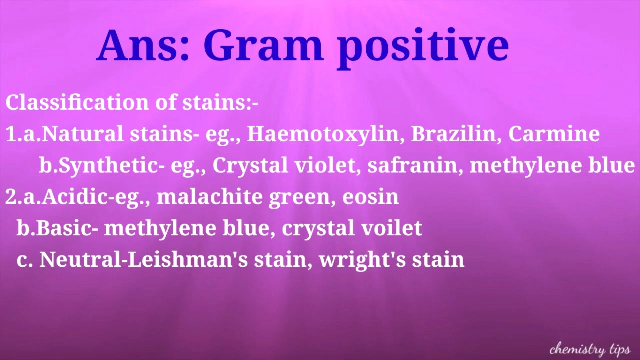 Ans: Gram positive
Classification of stains:-
1.a.Natural stains- eg., Haemotoxylin, Brazilin, Carmine
b.Synthetic- eg., Crystal violet, safranin, methylene blue
2.a.Acidic-eg., malachite green, eosin
b.Basic- methylene blue, crystal voilet
c. Neutral-Leishman's stain, wright's stain
chemistry tips